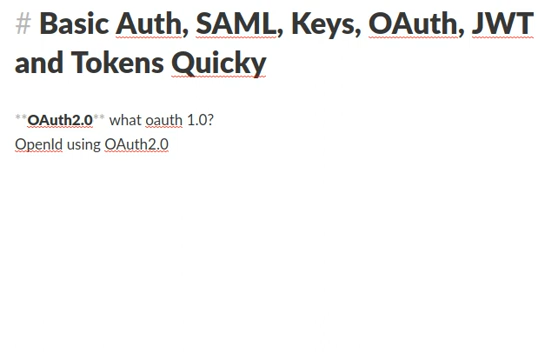 # Basic Auth, SAML, Keys, OAuth, JWT
and Tokens Quicky
**OAuth2.0** what oauth 1.0?
OpenId using OAuth2.0